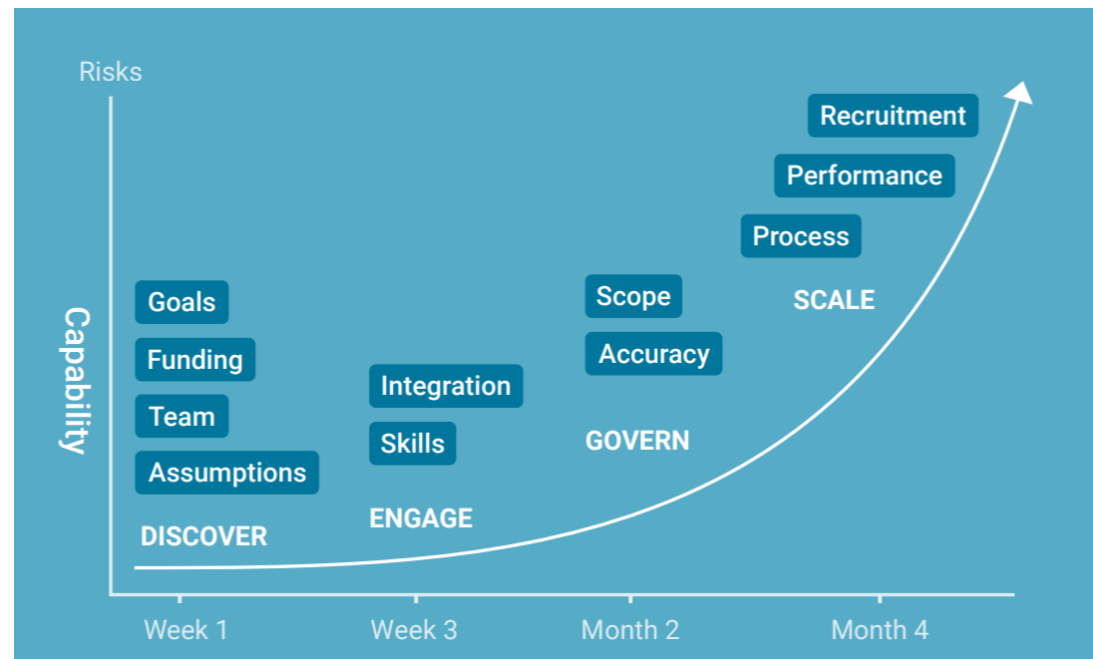 Risks
Capability
Goals
Funding
Team
Assumptions
DISCOVER
Integration
Skills
ENGAGE
Scope
Accuracy
GOVERN
Recruitment
Performance
Process
SCALE
Week 1
Week 3
Month 2
Month 4